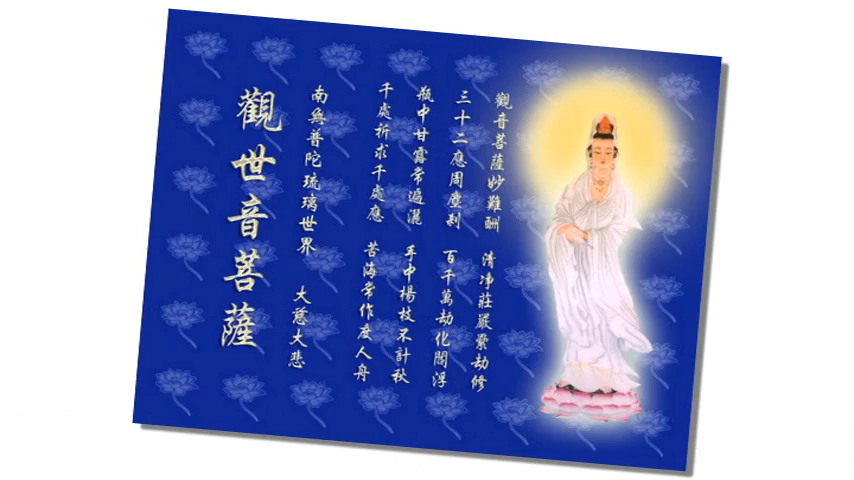 觀音菩薩妙難酬 清净莊嚴累劫修
三十二應周塵剎 百千萬劫化閻浮
瓶中甘露常遍灑 手中楊枝不計秋
千處祈求千處應 苦海常作度人舟
南無普陀琉璃世界 大慈大悲
觀世音菩薩